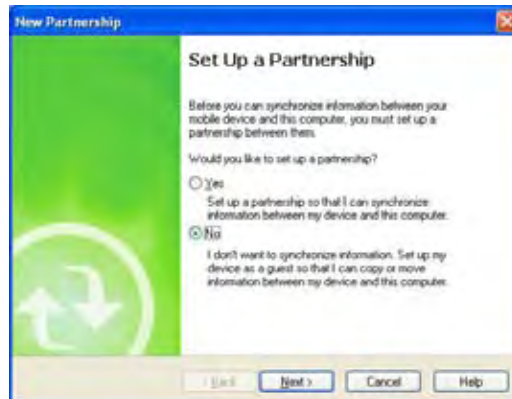 New Partnership
Set Up a Partnership
Before you can synchronize information between your
mobile device and this computer, you must set up a
partnership between them.
Would you like to set up a partnership?
Yes
Set up a partnership so that I can synchronize
information between my device and this computer.
No
I don't want to synchronize information. Set up my
device as a guest so that I can copy or move
information between my device and this computer.
< Back Next > Cancel Help